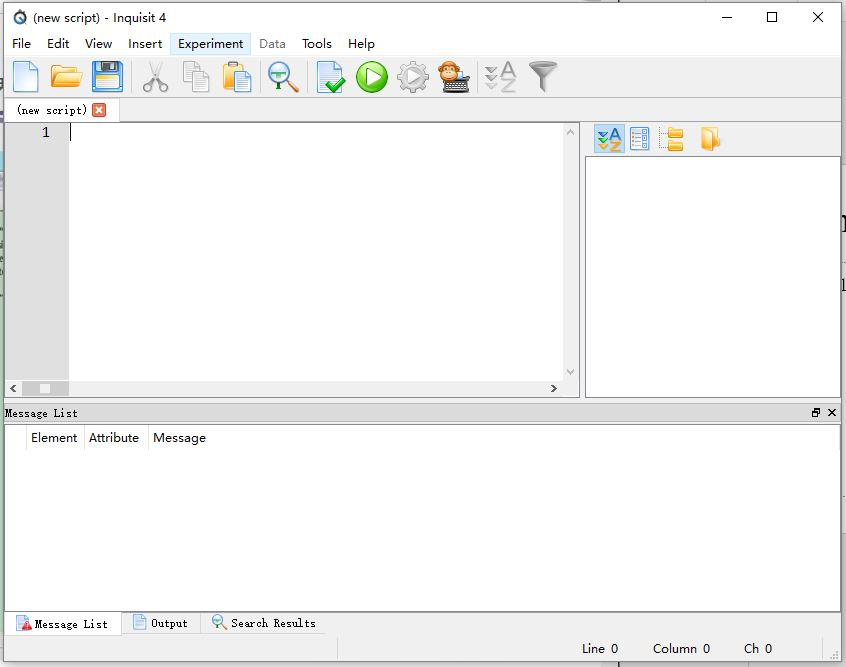 (new script) - Inquisit 4
File Edit View Insert Experiment Data Tools Help
(new script)
1
Message List
Element Attribute Message
Message List Output Search Results
Line 0 Column 0 Ch 0